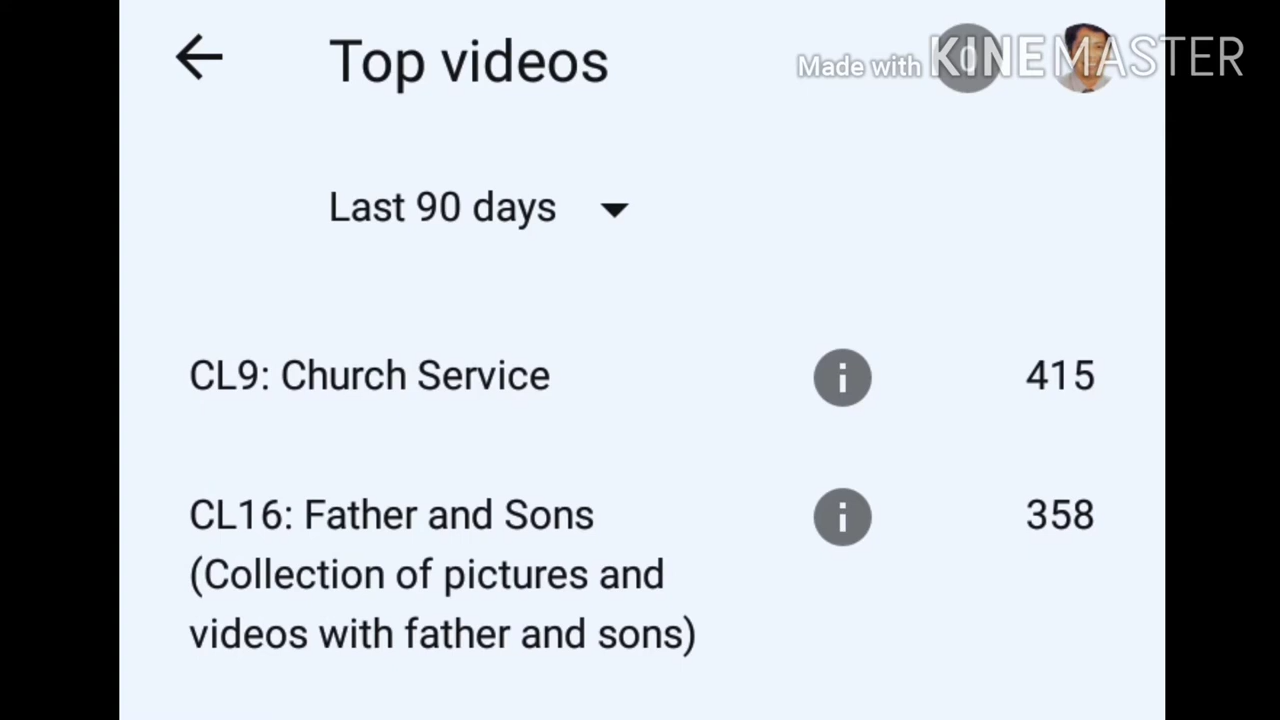 Top videos
Made with KINEMASTER
0
Last 90 days
CL9: Church Service
i
415
CL16: Father and Sons
i
358
(Collection of pictures and
videos with father and sons)